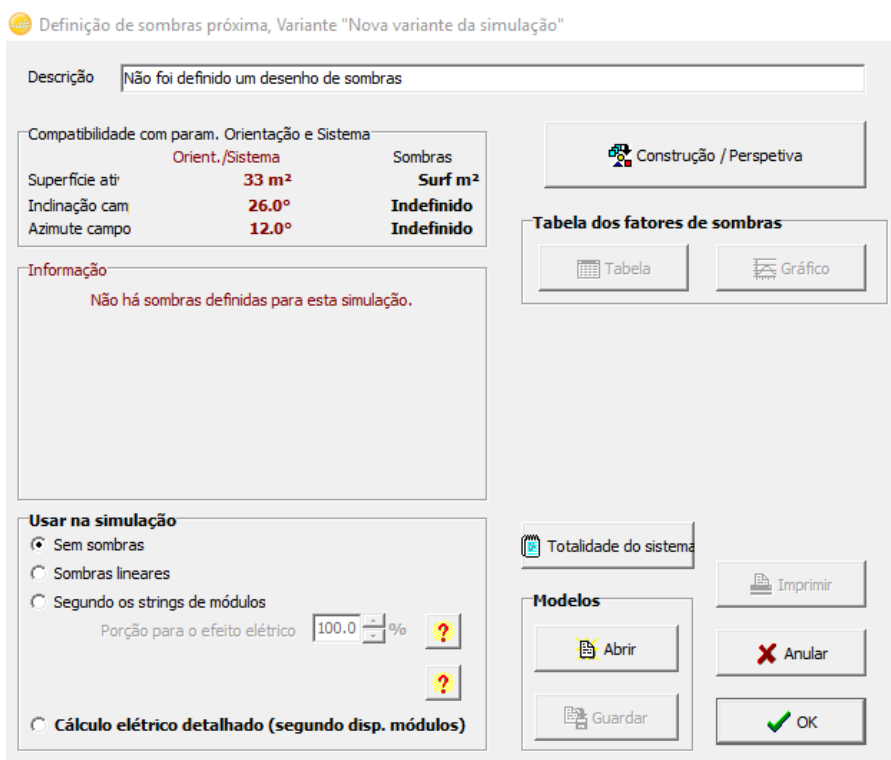 Definição de sombras próxima, Variante "Nova variante da simulação"
Descrição Não foi definido um desenho de sombras
Compatibilidade com param. Orientação e Sistema
Orient./Sistema Sombras
Superfície ati 33 m² Surf m²
Inclinação cam 26.0° Indefinido
Azimute campo 12.0° Indefinido
Construção / Perspetiva
Tabela dos fatores de sombras
Tabela Gráfico
Informação
Não há sombras definidas para esta simulação.
Usar na simulação
Sem sombras
Sombras lineares
Segundo os strings de módulos
Porção para o efeito elétrico 100.0 % ?
?
Cálculo elétrico detalhado (segundo disp. módulos)
Totalidade do sistema
Modelos
Abrir
Guardar
Imprimir
Anular
OK